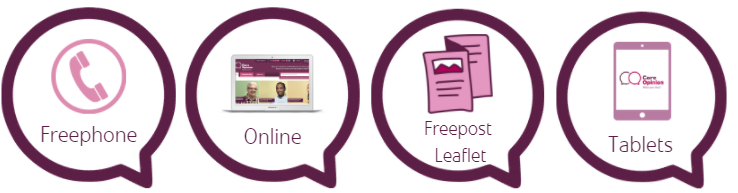 Freephone
Online
Freepost
Leaflet
Care
Opinion
Tablets